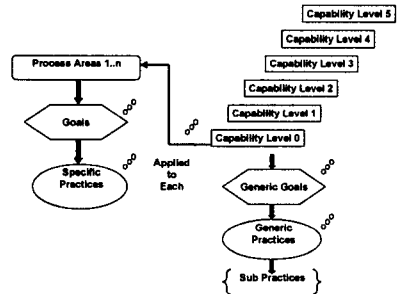 Capability Level 5
Capability Level 4
Capability Level 3
Capability Level 2
Capability Level 1
Capability Level 0
Process Areas 1..n
Goals
Specific
Practices
Applied
to
Each
Generic Goals
Generic
Practices
{ Sub Practices }